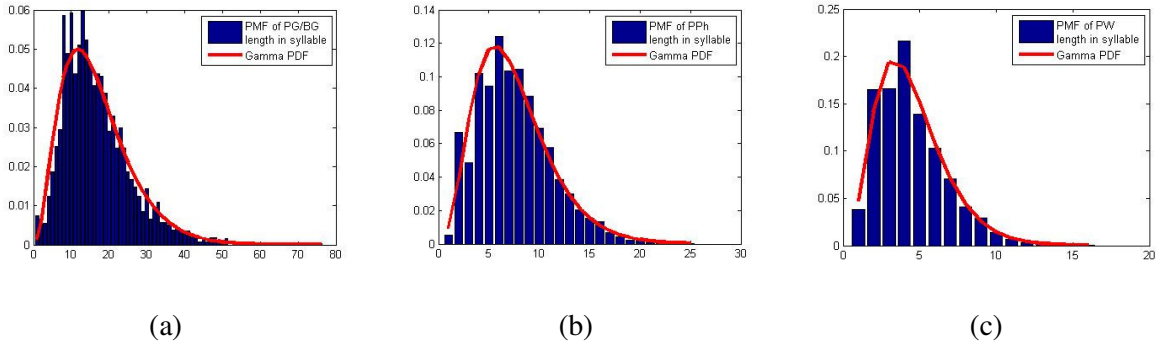 0.06
0.05
0.04
0.03
0.02
0.01
0
0 10 20 30 40 50 60 70 80
PMF of PG/BG
length in syllable
Gamma PDF
(a)
0.14
0.12
0.10
0.08
0.06
0.04
0.02
0
0 5 10 15 20 25 30
PMF of PPh
length in syllable
Gamma PDF
(b)
0.25
0.20
0.15
0.10
0.05
0
0 5 10 15 20
PMF of PW
length in syllable
Gamma PDF
(c)